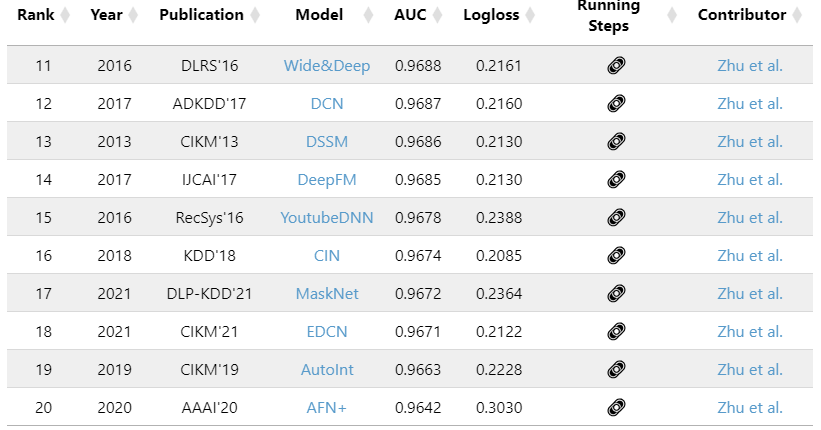 Rank Year Publication Model AUC Logloss Running Steps Contributor
11 2016 DLRS'16 Wide&Deep 0.9688 0.2161 Zhu et al.
12 2017 ADKDD'17 DCN 0.9687 0.2160 Zhu et al.
13 2013 CIKM'13 DSSM 0.9686 0.2130 Zhu et al.
14 2017 IJCAI'17 DeepFM 0.9685 0.2130 Zhu et al.
15 2016 RecSys'16 YoutubeDNN 0.9678 0.2388 Zhu et al.
16 2018 KDD'18 CIN 0.9674 0.2085 Zhu et al.
17 2021 DLP-KDD'21 MaskNet 0.9672 0.2364 Zhu et al.
18 2021 CIKM'21 EDCN 0.9671 0.2122 Zhu et al.
19 2019 CIKM'19 AutoInt 0.9663 0.2228 Zhu et al.
20 2020 AAAI'20 AFN+ 0.9642 0.3030 Zhu et al.